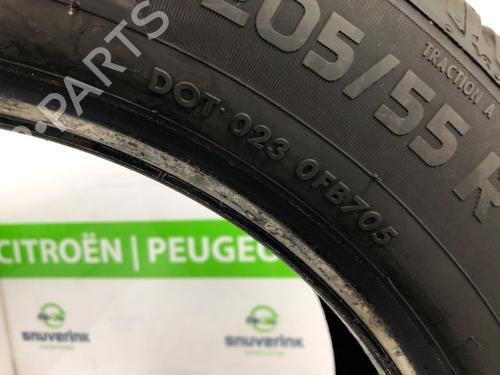 205/55 R
TRACTION A
DOT 023 0FB705
B-PARTS
CITROËN | PEUGEO
snuverink
snuverink